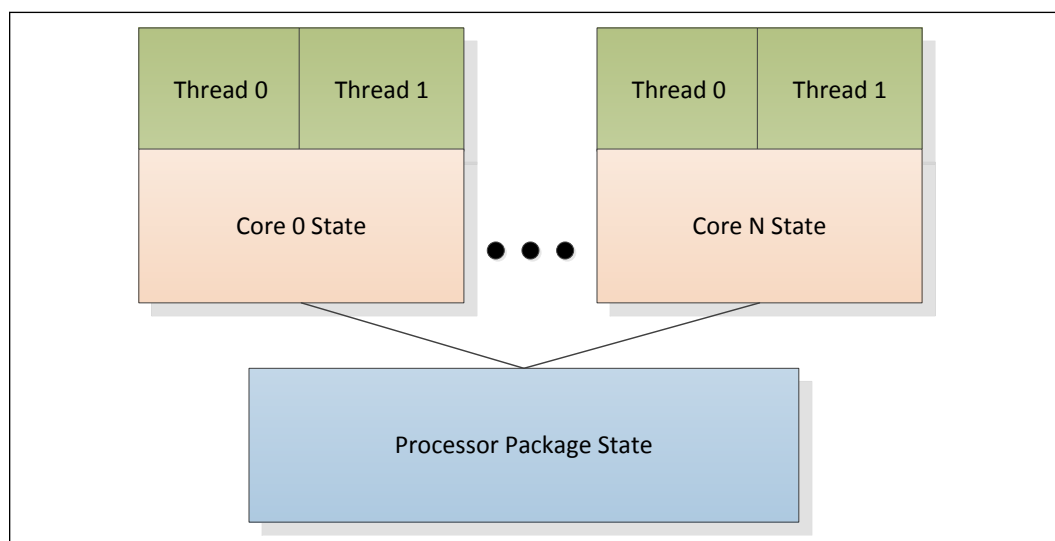 Thread 0
Thread 1
Thread 0
Thread 1
Core 0 State
Core N State
Processor Package State